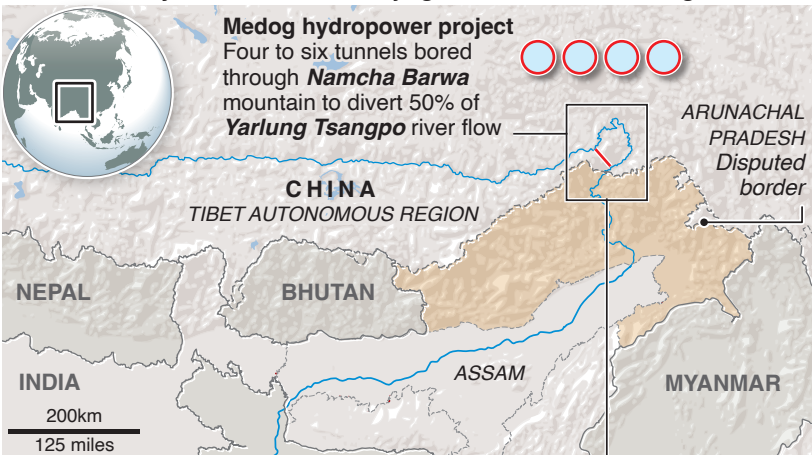 Medog hydropower project
Four to six tunnels bored
through Namcha Barwa
mountain to divert 50% of
Yarlung Tsangpo river flow
ARUNACHAL
PRADESH
Disputed
border
CHINA
TIBET AUTONOMOUS REGION
NEPAL
BHUTAN
INDIA
ASSAM
MYANMAR
200km
125 miles